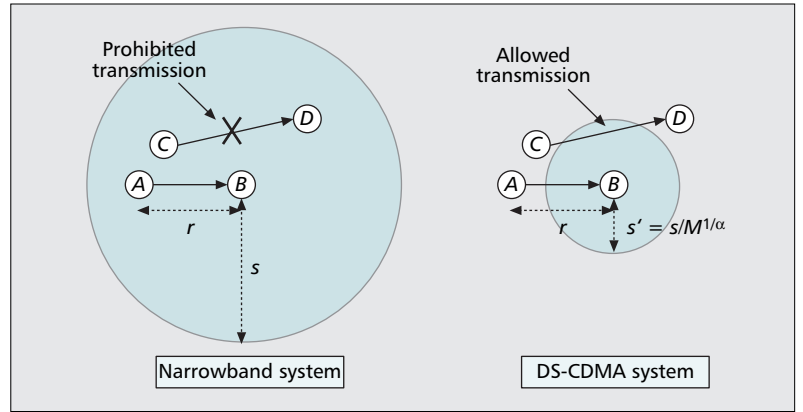 Prohibited
transmission
C
D
A
B
r
s
Narrowband system
Allowed
transmission
D
C
A
B
r
s′ = s/M^{1/α}
DS-CDMA system